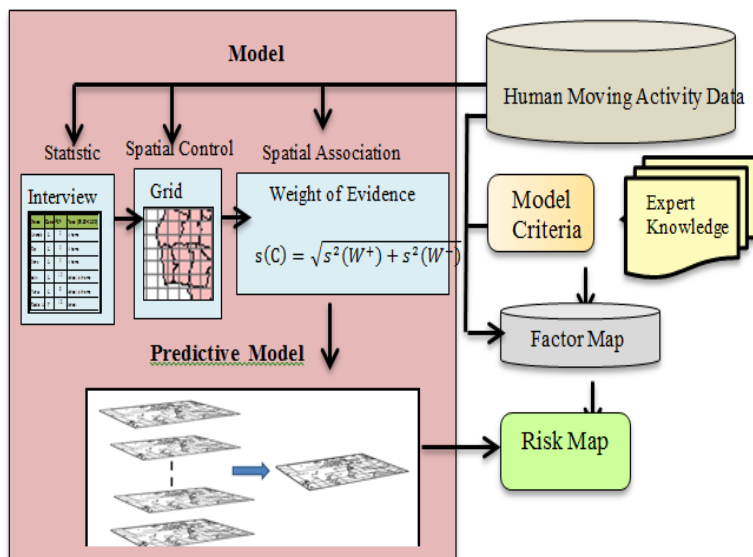 Model
Human Moving Activity Data
Statistic
Spatial Control
Spatial Association
Interview
Grid
Weight of Evidence
s(C) = √s²(W⁺) + s²(W⁻)
Model
Criteria
Expert
Knowledge
Factor Map
Predictive Model
Risk Map